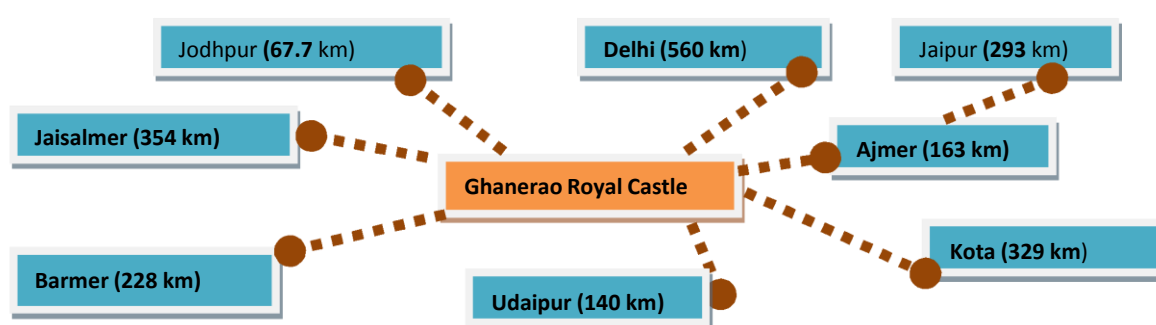 Jodhpur (67.7 km)
Delhi (560 km)
Jaipur (293 km)
Jaisalmer (354 km)
Ajmer (163 km)
Ghanerao Royal Castle
Kota (329 km)
Barmer (228 km)
Udaipur (140 km)